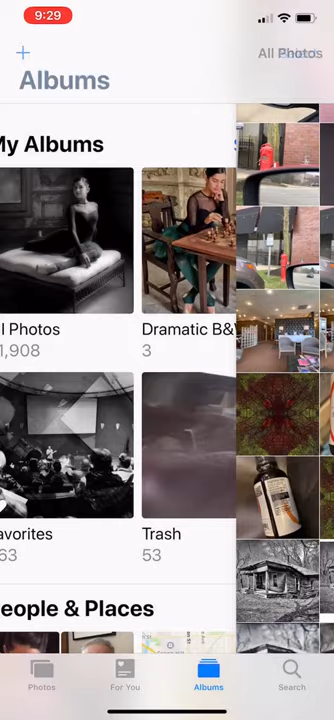 9:29
All Photos
Albums
My Albums
ll Photos
1,908
Dramatic B&W
3
avorites
63
Trash
53
eople & Places
Photos
For You
Albums
Search